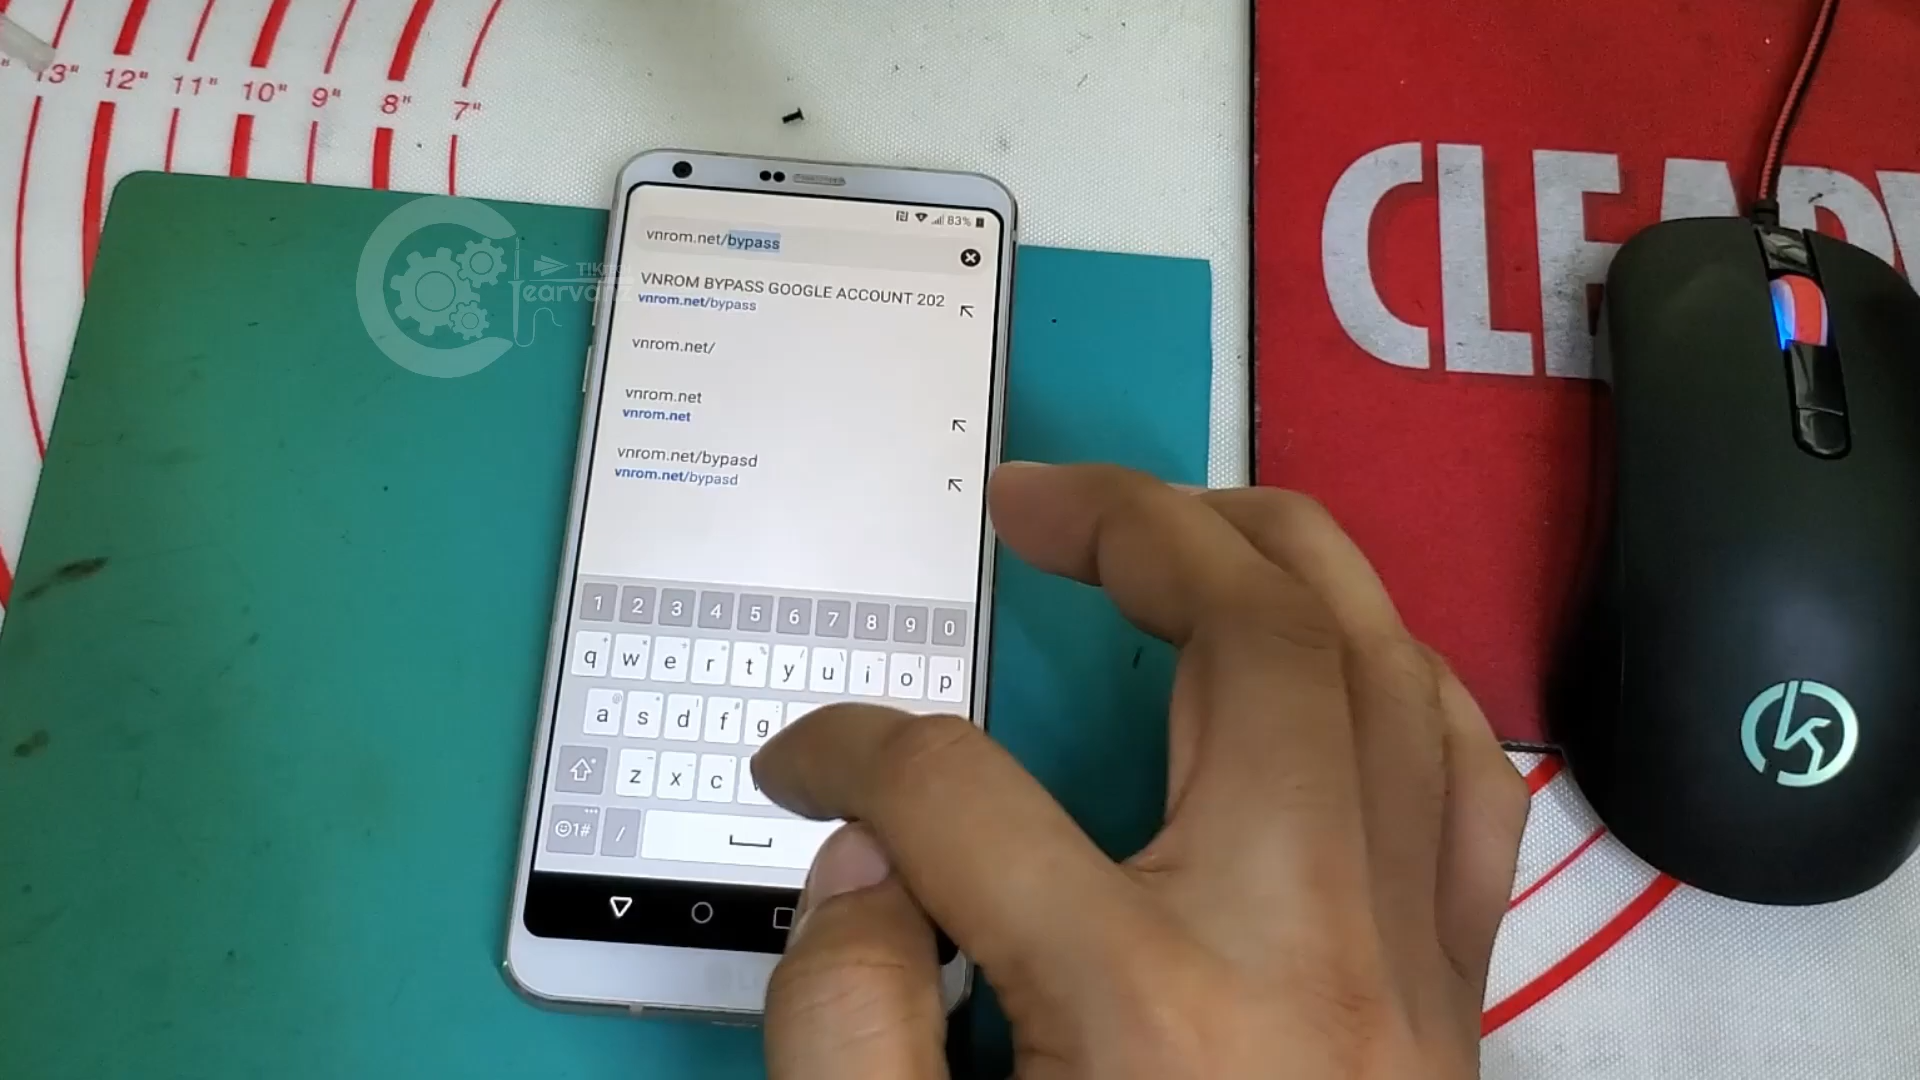 13" 12" 11" 10" 9" 8" 7"
83%
vnrom.net/bypass
VNROM BYPASS GOOGLE ACCOUNT 202
vnrom.net/bypass
vnrom.net/
vnrom.net
vnrom.net
vnrom.net/bypasd
vnrom.net/bypasd
1 2 3 4 5 6 7 8 9 0
q w e r t y u i o p
a s d f g
z x c
1# /